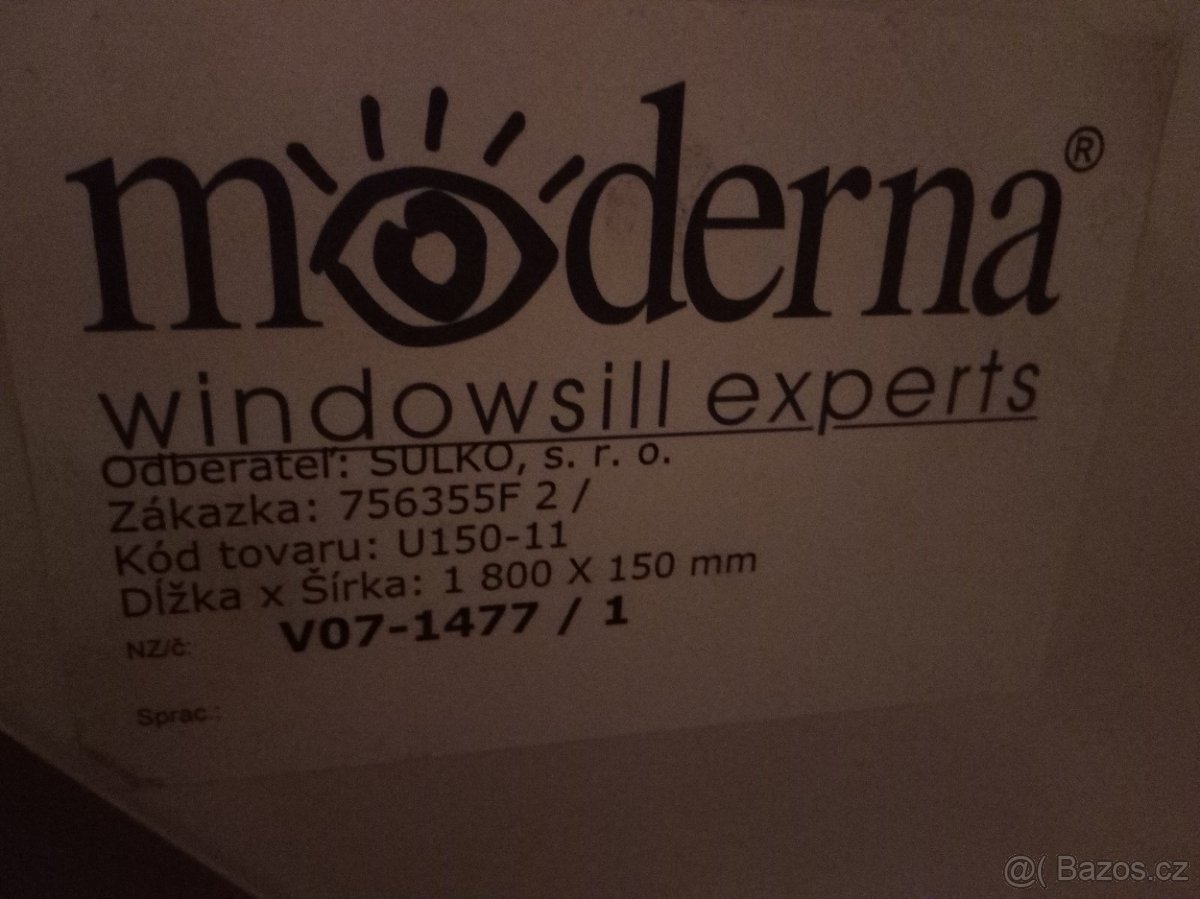 moderna®
windowsill experts
Odberateľ: SULKO, s. r. o.
Zákazka: 756355F 2 /
Kód tovaru: U150-11
Dĺžka x Šírka: 1 800 X 150 mm
NZ/č: V07-1477 / 1
Sprac.:
@( Bazos.cz